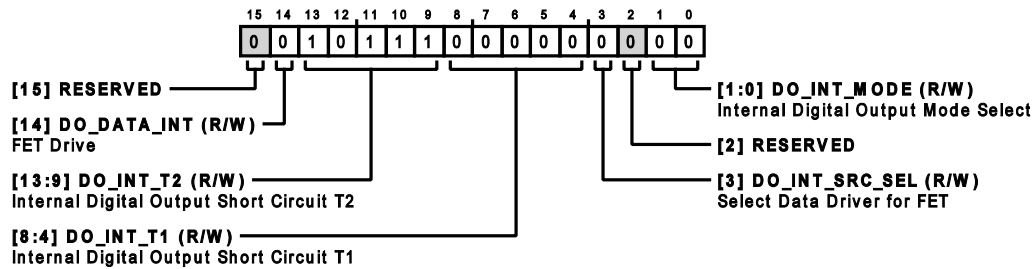 15 14 13 12 11 10 9 8 7 6 5 4 3 2 1 0
0 0 1 0 1 1 1 0 0 0 0 0 0 0 0 0
[15] RESERVED
[14] DO_DATA_INT (R/W)
FET Drive
[13:9] DO_INT_T2 (R/W)
Internal Digital Output Short Circuit T2
[8:4] DO_INT_T1 (R/W)
Internal Digital Output Short Circuit T1
[1:0] DO_INT_MODE (R/W)
Internal Digital Output Mode Select
[2] RESERVED
[3] DO_INT_SRC_SEL (R/W)
Select Data Driver for FET